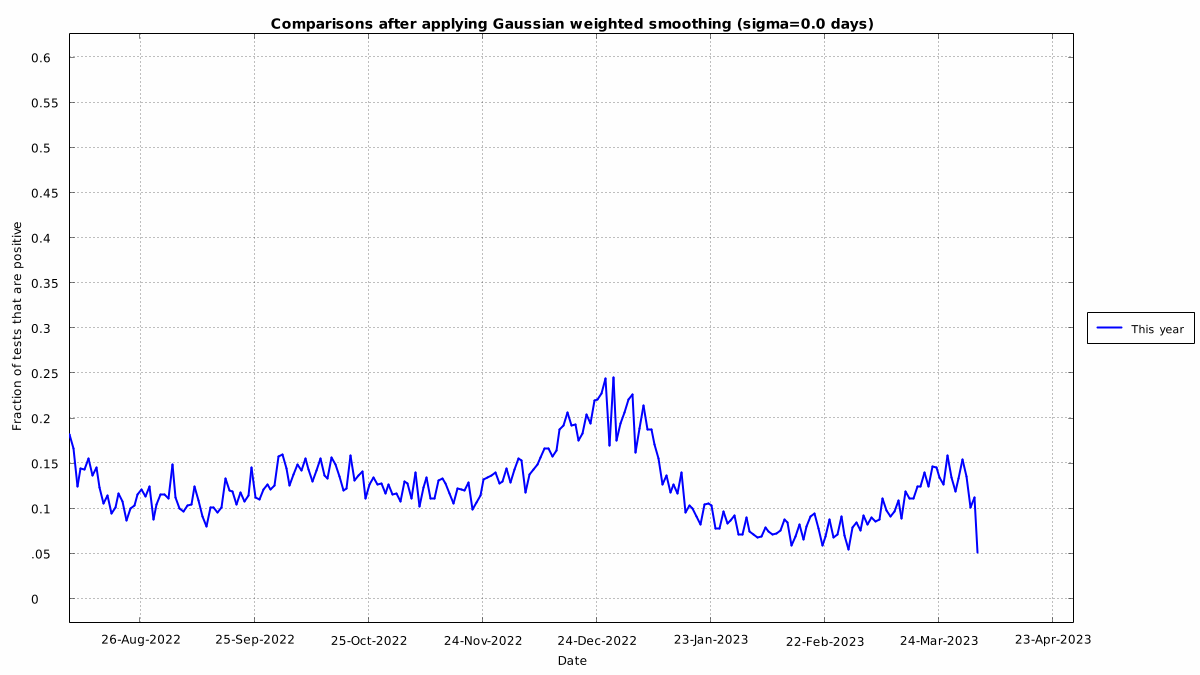 Comparisons after applying Gaussian weighted smoothing (sigma=0.0 days)
0.6
0.55
0.5
0.45
0.4
0.35
0.3
0.25
0.2
0.15
0.1
.05
0
Fraction of tests that are positive
This year
26-Aug-2022
25-Sep-2022
25-Oct-2022
24-Nov-2022
24-Dec-2022
23-Jan-2023
22-Feb-2023
24-Mar-2023
23-Apr-2023
Date